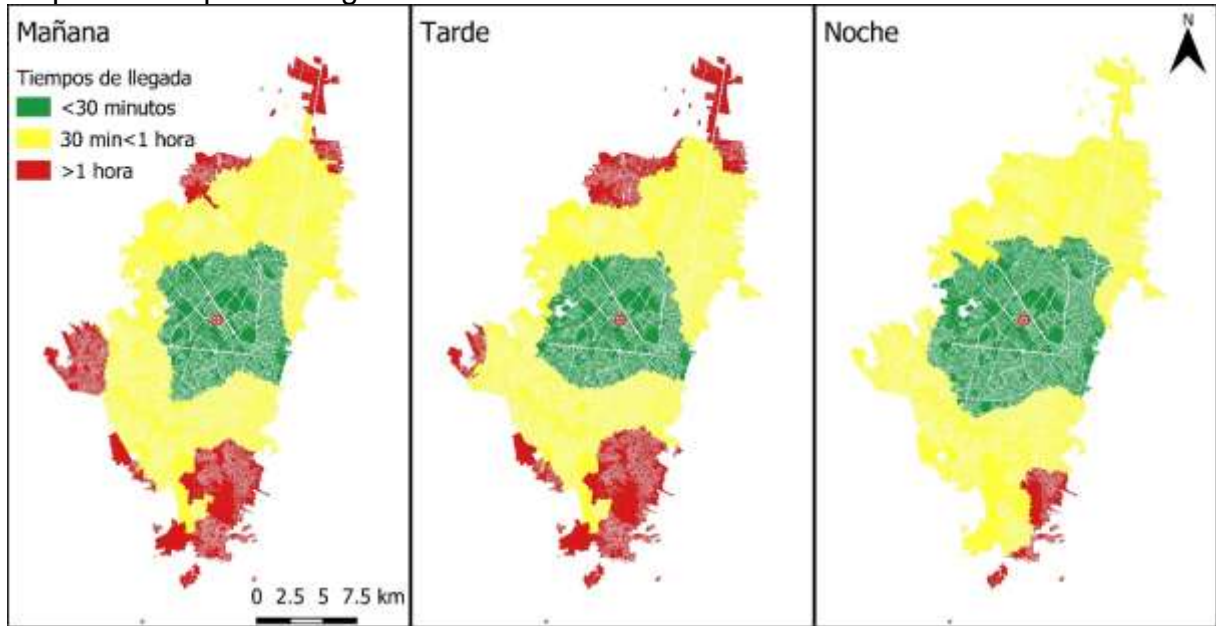 Mañana
Tarde
Noche
N
Tiempos de llegada
<30 minutos
30 min<1 hora
>1 hora
0 2.5 5 7.5 km